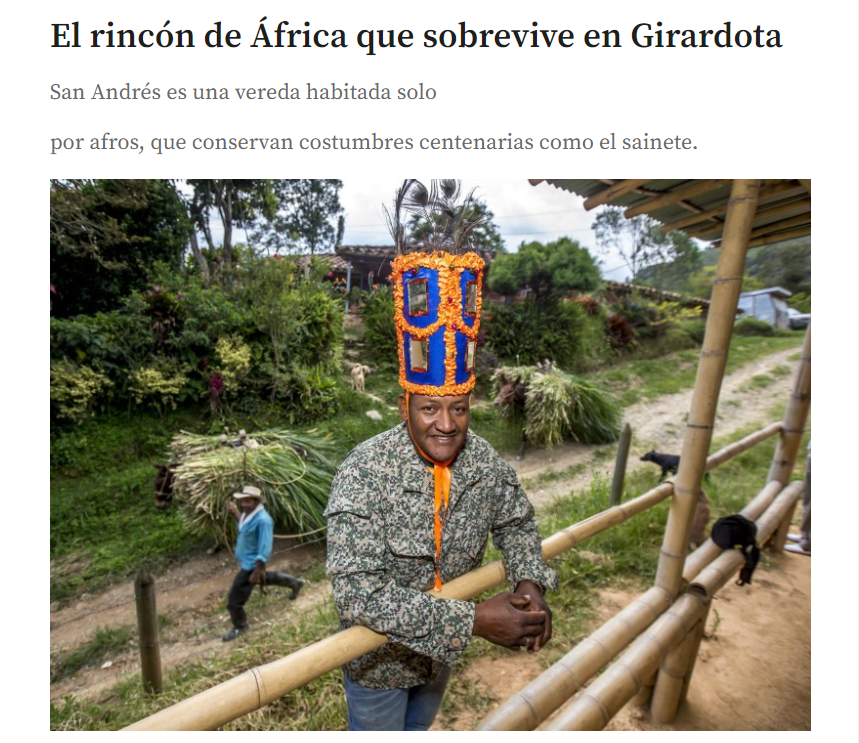 El rincón de África que sobrevive en Girardota
San Andrés es una vereda habitada solo
por afros, que conservan costumbres centenarias como el sainete.